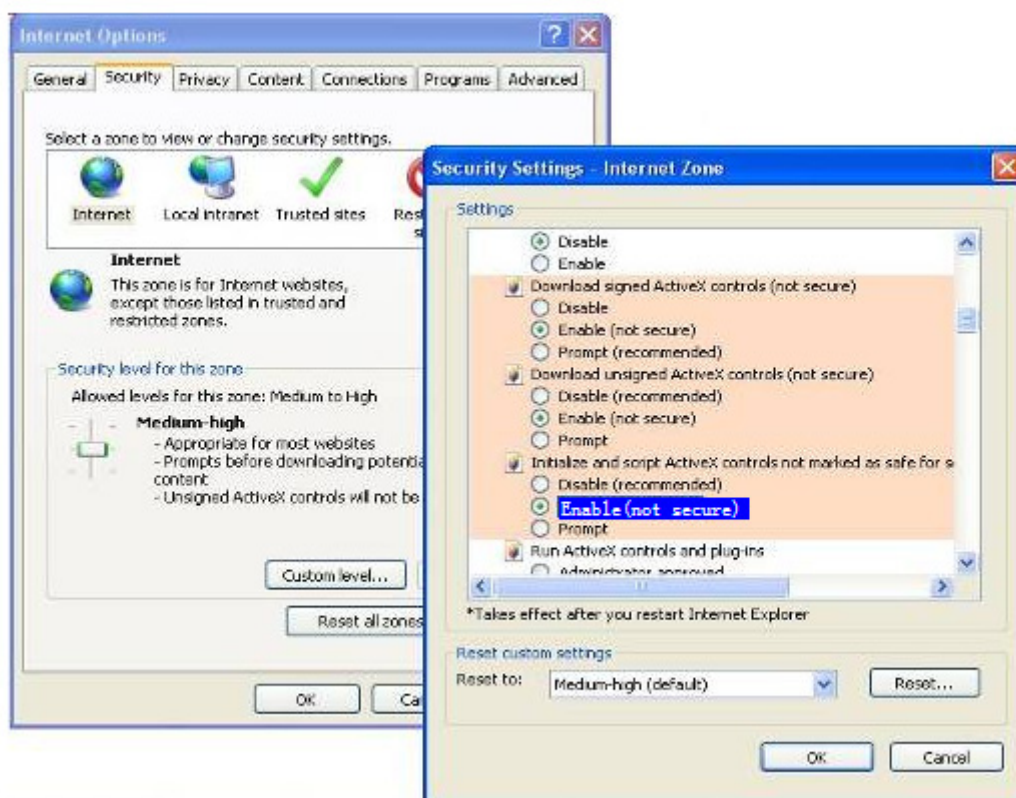 Internet Options
General Security Privacy Content Connections Programs Advanced
Select a zone to view or change security settings.
Internet Local intranet Trusted sites
Internet
This zone is for Internet websites,
except those listed in trusted and
restricted zones.
Security level for this zone
Allowed levels for this zone: Medium to High
Medium-high
- Appropriate for most websites
- Prompts before downloading
content
- Unsigned ActiveX controls will not be
Custom level...
Reset all zones
OK
Security Settings - Internet Zone
Settings
Disable
Enable
Download signed ActiveX controls (not secure)
Disable
Enable (not secure)
Prompt (recommended)
Download unsigned ActiveX controls (not secure)
Disable (recommended)
Enable (not secure)
Prompt
Initialize and script ActiveX controls not marked as safe for s
Disable (recommended)
Enable(not secure)
Prompt
Run ActiveX controls and plug-ins
Administrator approved
*Takes effect after you restart Internet Explorer
Reset custom settings
Reset to: Medium-high (default) Reset...
OK Cancel